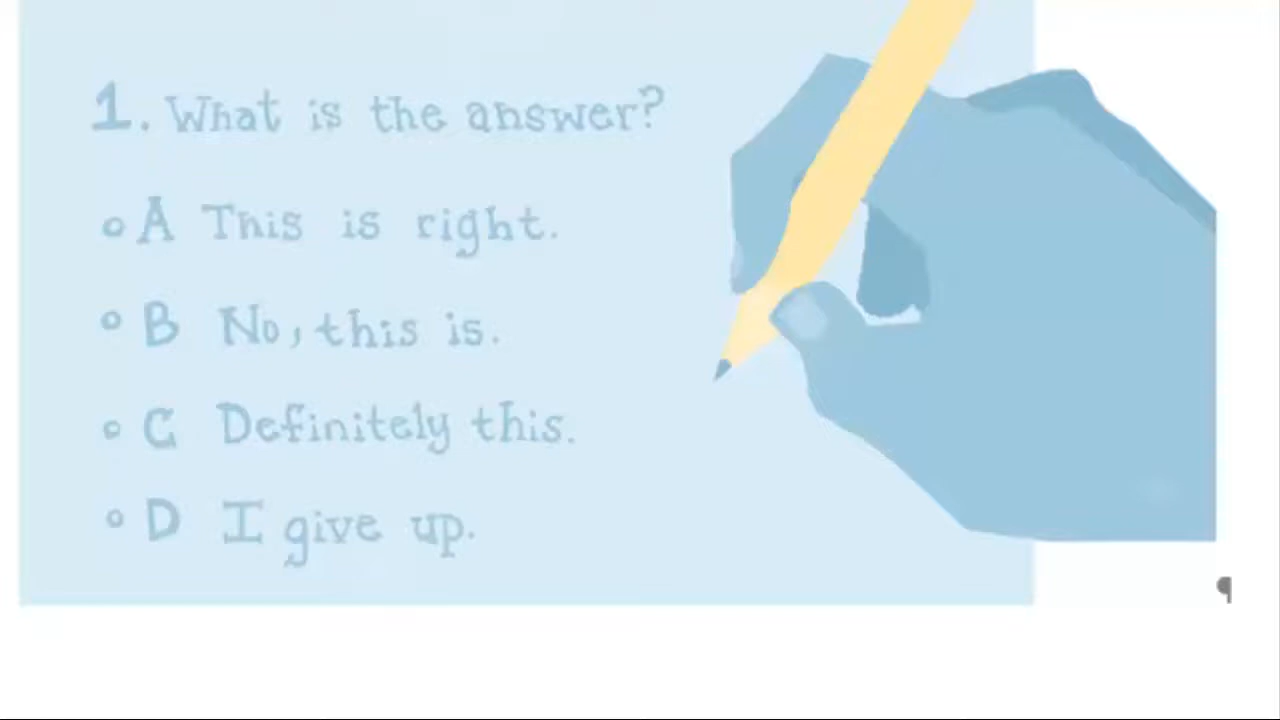 1. What is the answer?
A This is right.
B No, this is.
C Definitely this.
D I give up.
¶